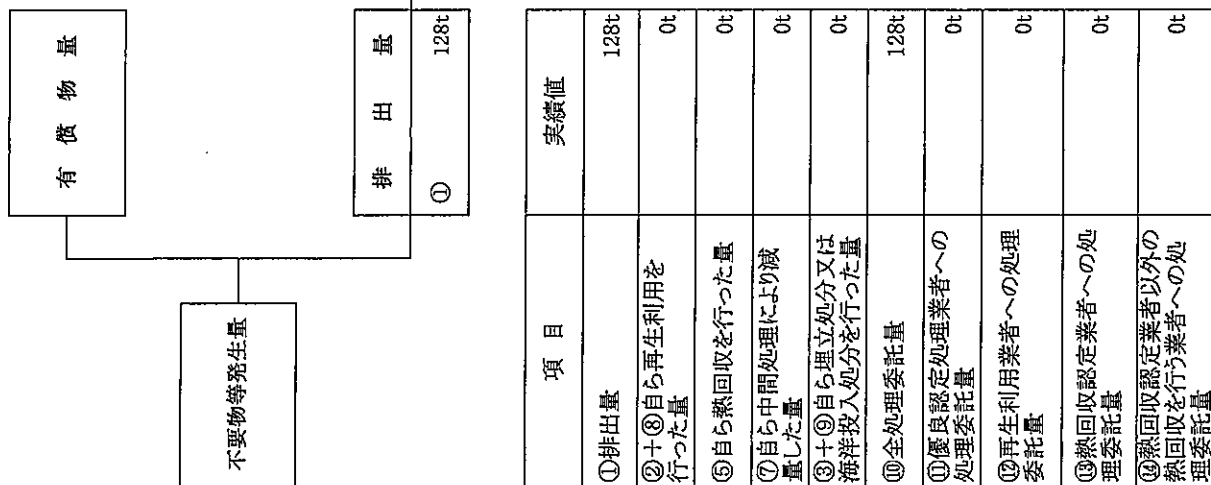 有償物量
不要物等発生量
排出量
① 128t
項目 実績値
①排出量 128t
②+⑧自ら再生利用を
行った量 0t
⑤自ら熱回収を行った量 0t
⑦自ら中間処理により減
量した量 0t
③+⑨自ら埋立処分又は
海洋投入処分を行った量 0t
⑩全処理委託量 128t
⑪優良認定処理業者への
処理委託量 0t
⑫再生利用業者への処理
委託量 0t
⑬熱回収認定業者への処
理委託量 0t
⑭熱回収認定業者以外の
熱回収を行う業者への処
理委託量 0t